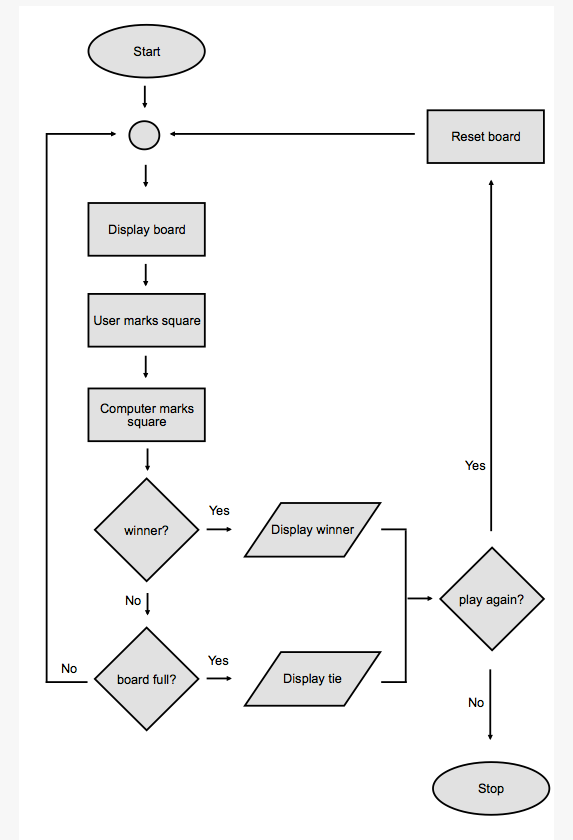 Start
Reset board
Display board
User marks square
Computer marks
square
Yes
winner?
Display winner
Yes
No
play again?
No
Yes
board full?
Display tie
No
Stop